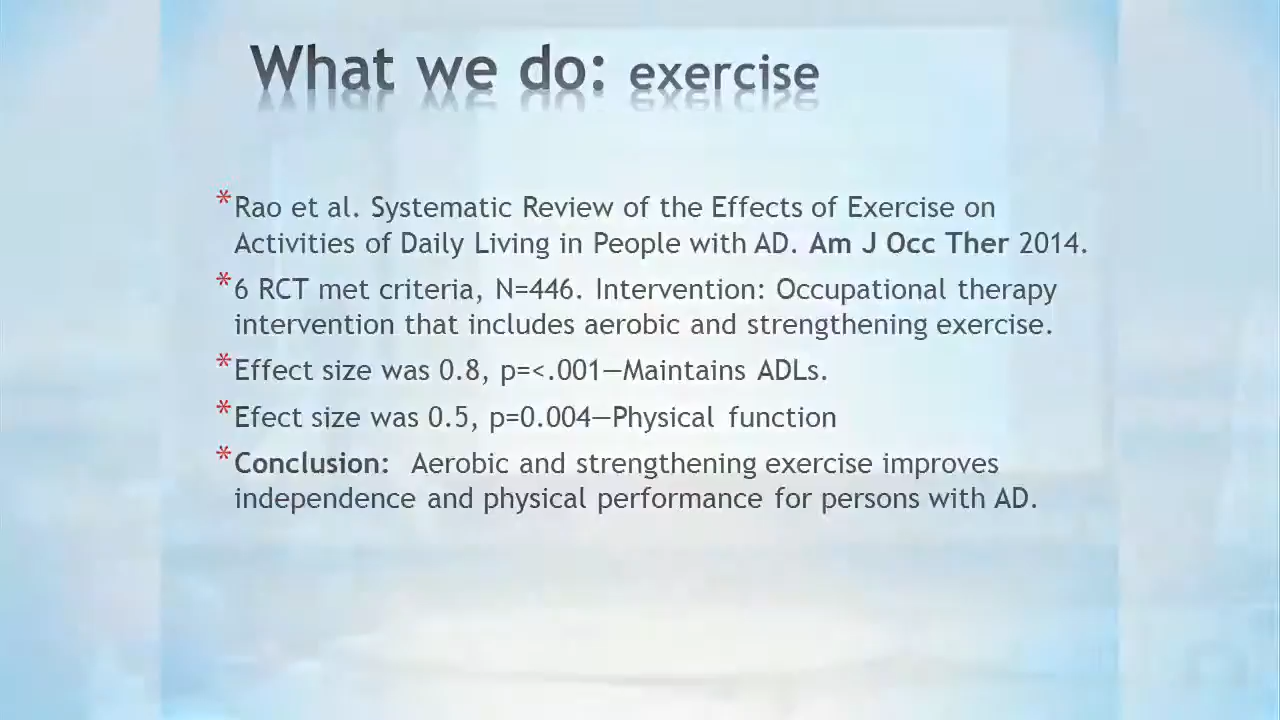 What we do: exercise
*Rao et al. Systematic Review of the Effects of Exercise on
Activities of Daily Living in People with AD. Am J Occ Ther 2014.
*6 RCT met criteria, N=446. Intervention: Occupational therapy
intervention that includes aerobic and strengthening exercise.
*Effect size was 0.8, p=<.001—Maintains ADLs.
*Efect size was 0.5, p=0.004—Physical function
*Conclusion: Aerobic and strengthening exercise improves
independence and physical performance for persons with AD.